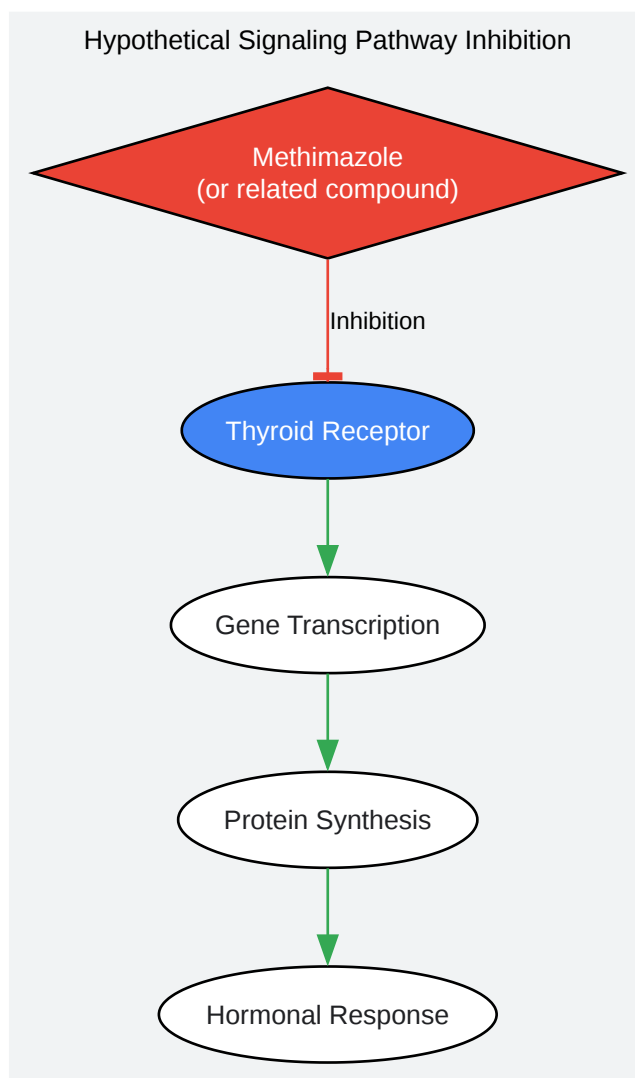 Hypothetical Signaling Pathway Inhibition
Methimazole
(or related compound)
Inhibition
Thyroid Receptor
Gene Transcription
Protein Synthesis
Hormonal Response